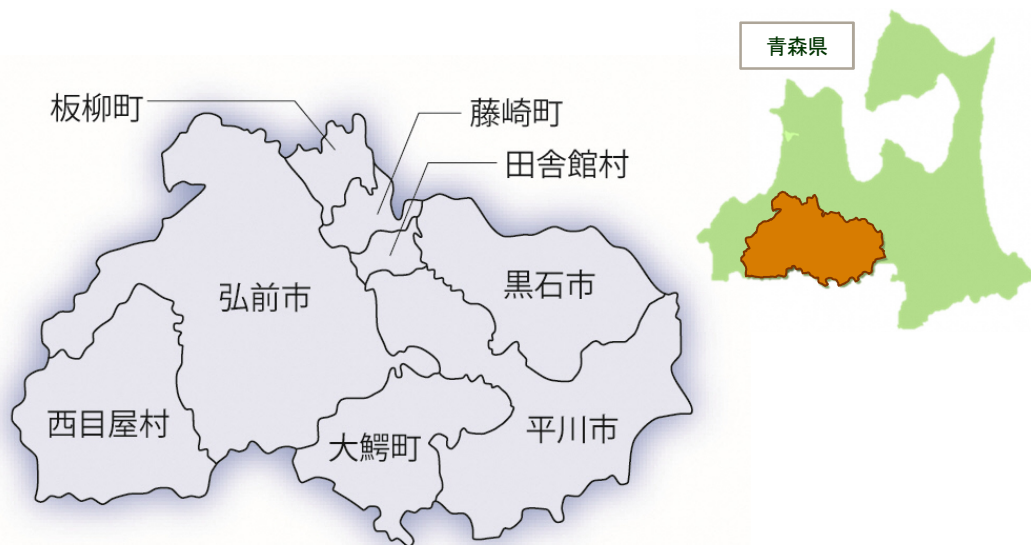 青森県
板柳町
藤崎町
田舎館村
黒石市
弘前市
西目屋村
大鰐町
平川市